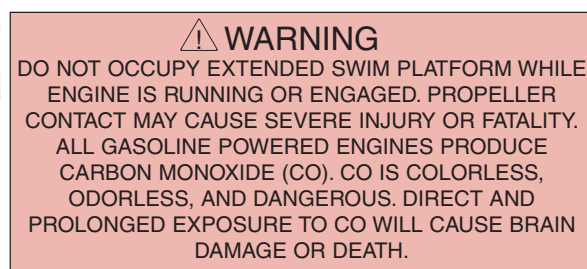 ⚠ WARNING
DO NOT OCCUPY EXTENDED SWIM PLATFORM WHILE
ENGINE IS RUNNING OR ENGAGED. PROPELLER
CONTACT MAY CAUSE SEVERE INJURY OR FATALITY.
ALL GASOLINE POWERED ENGINES PRODUCE
CARBON MONOXIDE (CO). CO IS COLORLESS,
ODORLESS, AND DANGEROUS. DIRECT AND
PROLONGED EXPOSURE TO CO WILL CAUSE BRAIN
DAMAGE OR DEATH.